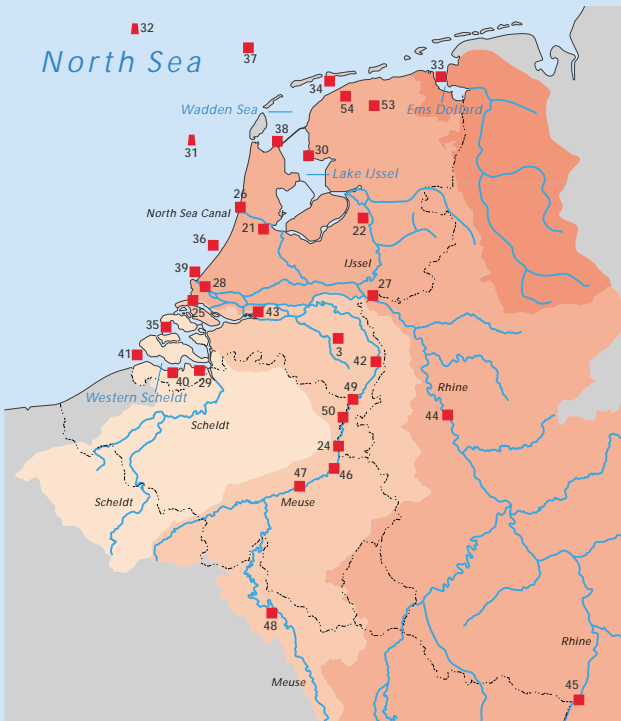 32
37
North Sea
33
34
54
53
Wadden Sea
Ems Dollard
38
31
30
Lake IJssel
26
North Sea Canal
21
22
36
IJssel
39
28
27
25
43
35
3
41
42
40
29
Rhine
Western Scheldt
49
50
44
Scheldt
24
46
47
Meuse
Scheldt
48
Rhine
Meuse
45